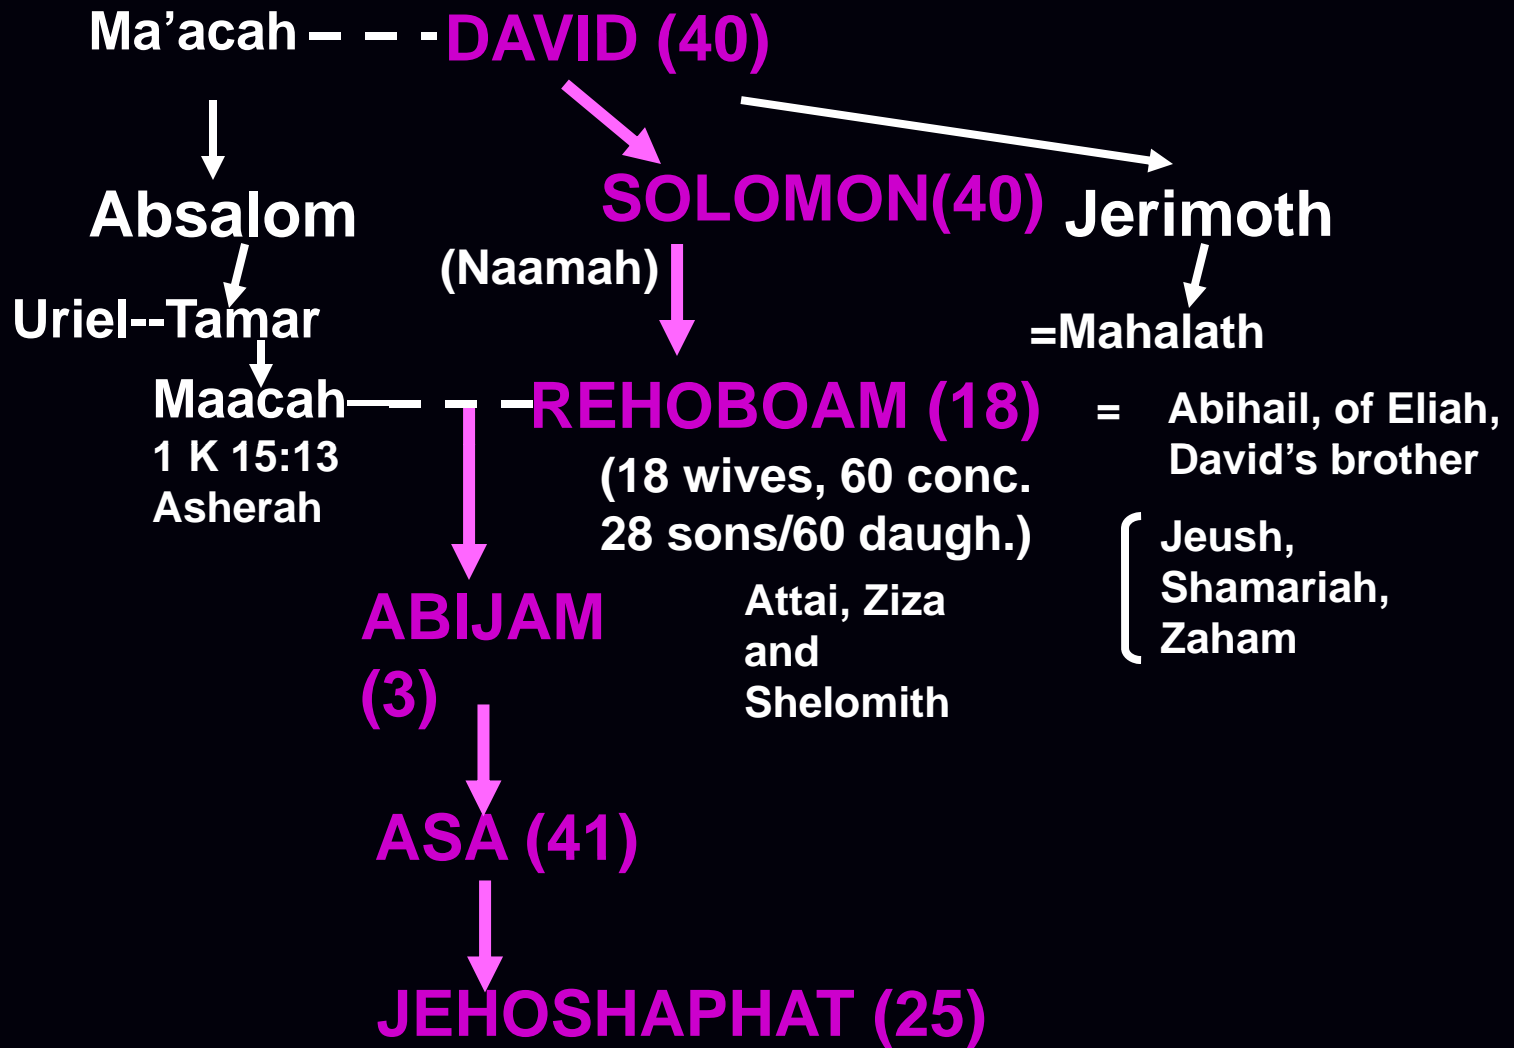 Ma’acah DAVID (40)
SOLOMON(40)
Absalom Jerimoth
(Naamah)
Uriel--Tamar
=Mahalath
Maacah REHOBOAM (18) = Abihail, of Eliah,
David’s brother
1 K 15:13
Asherah
(18 wives, 60 conc.
28 sons/60 daugh.)
Jeush,
Shamariah,
Zaham
Attai, Ziza
and
Shelomith
ABIJAM
(3)
ASA (41)
JEHOSHAPHAT (25)